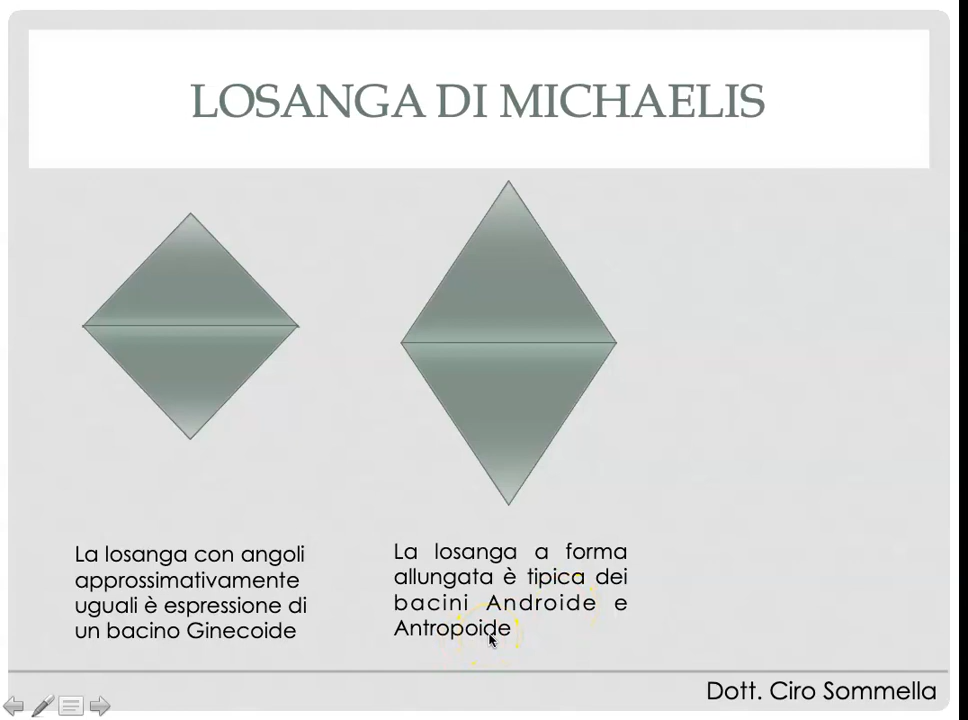 LOSANGA DI MICHAELIS
La losanga con angoli
approssimativamente
uguali è espressione di
un bacino Ginecoide
La losanga a forma
allungata è tipica dei
bacini Androide e
Antropoide
Dott. Ciro Sommella